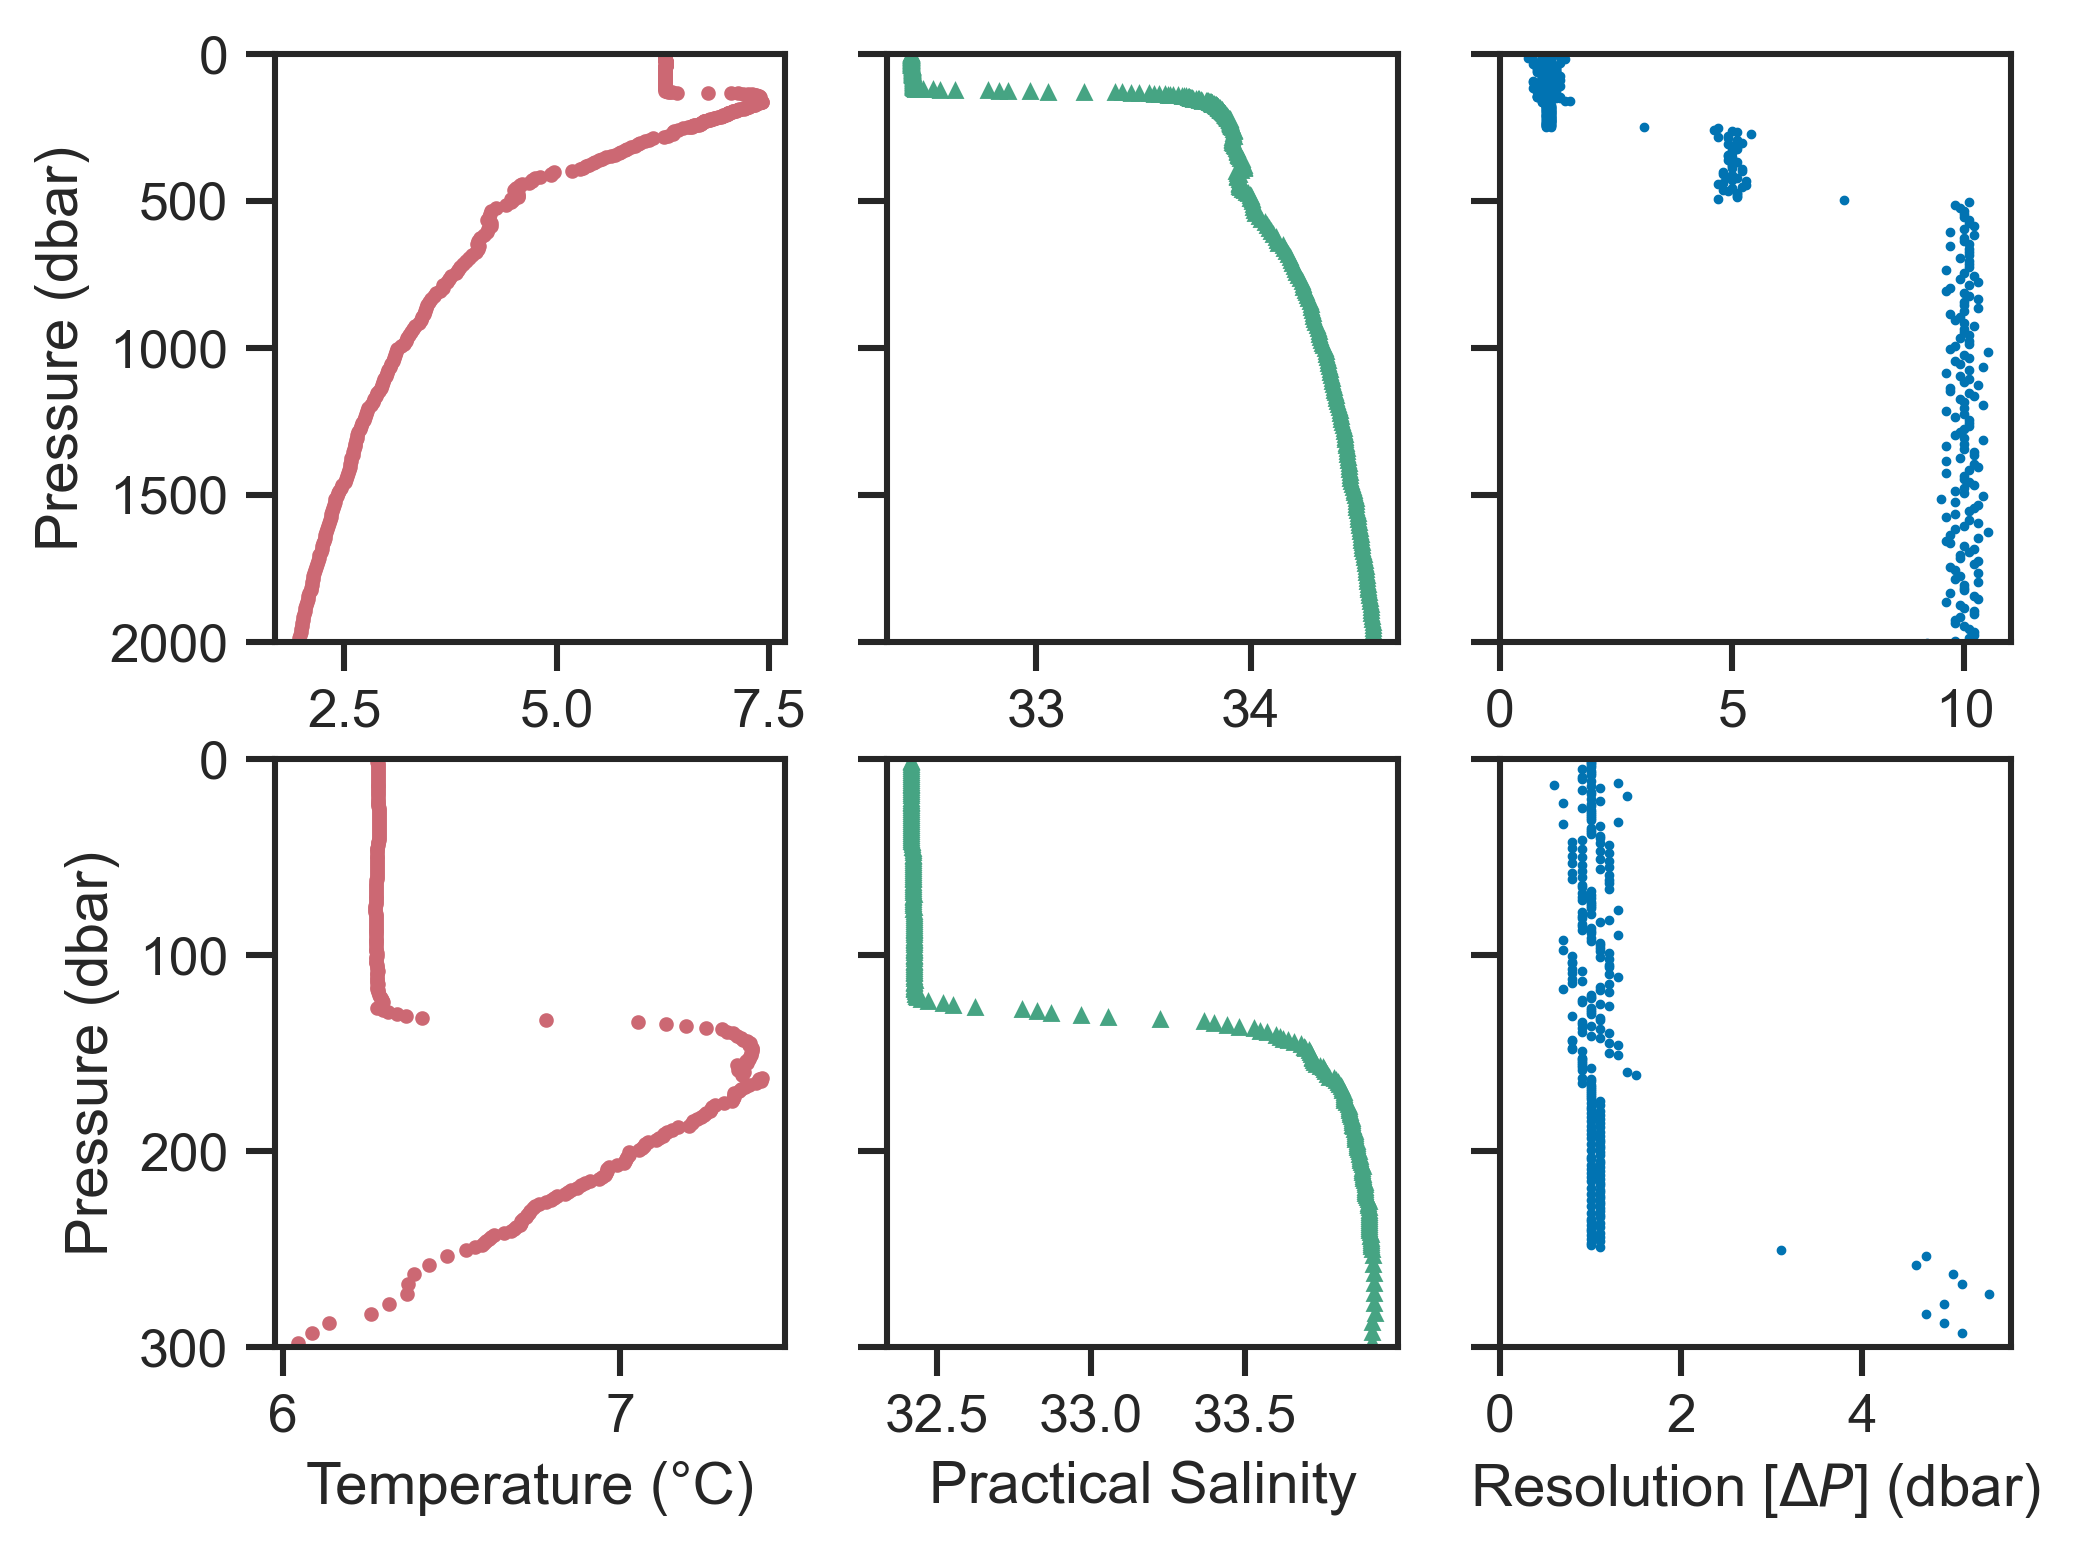 Pressure (dbar)
0
500
1000
1500
2000
2.5 5.0 7.5
33 34
0 5 10
Pressure (dbar)
0
100
200
300
6 7
32.5 33.0 33.5
0 2 4
Temperature (°C)
Practical Salinity
Resolution [ΔP] (dbar)